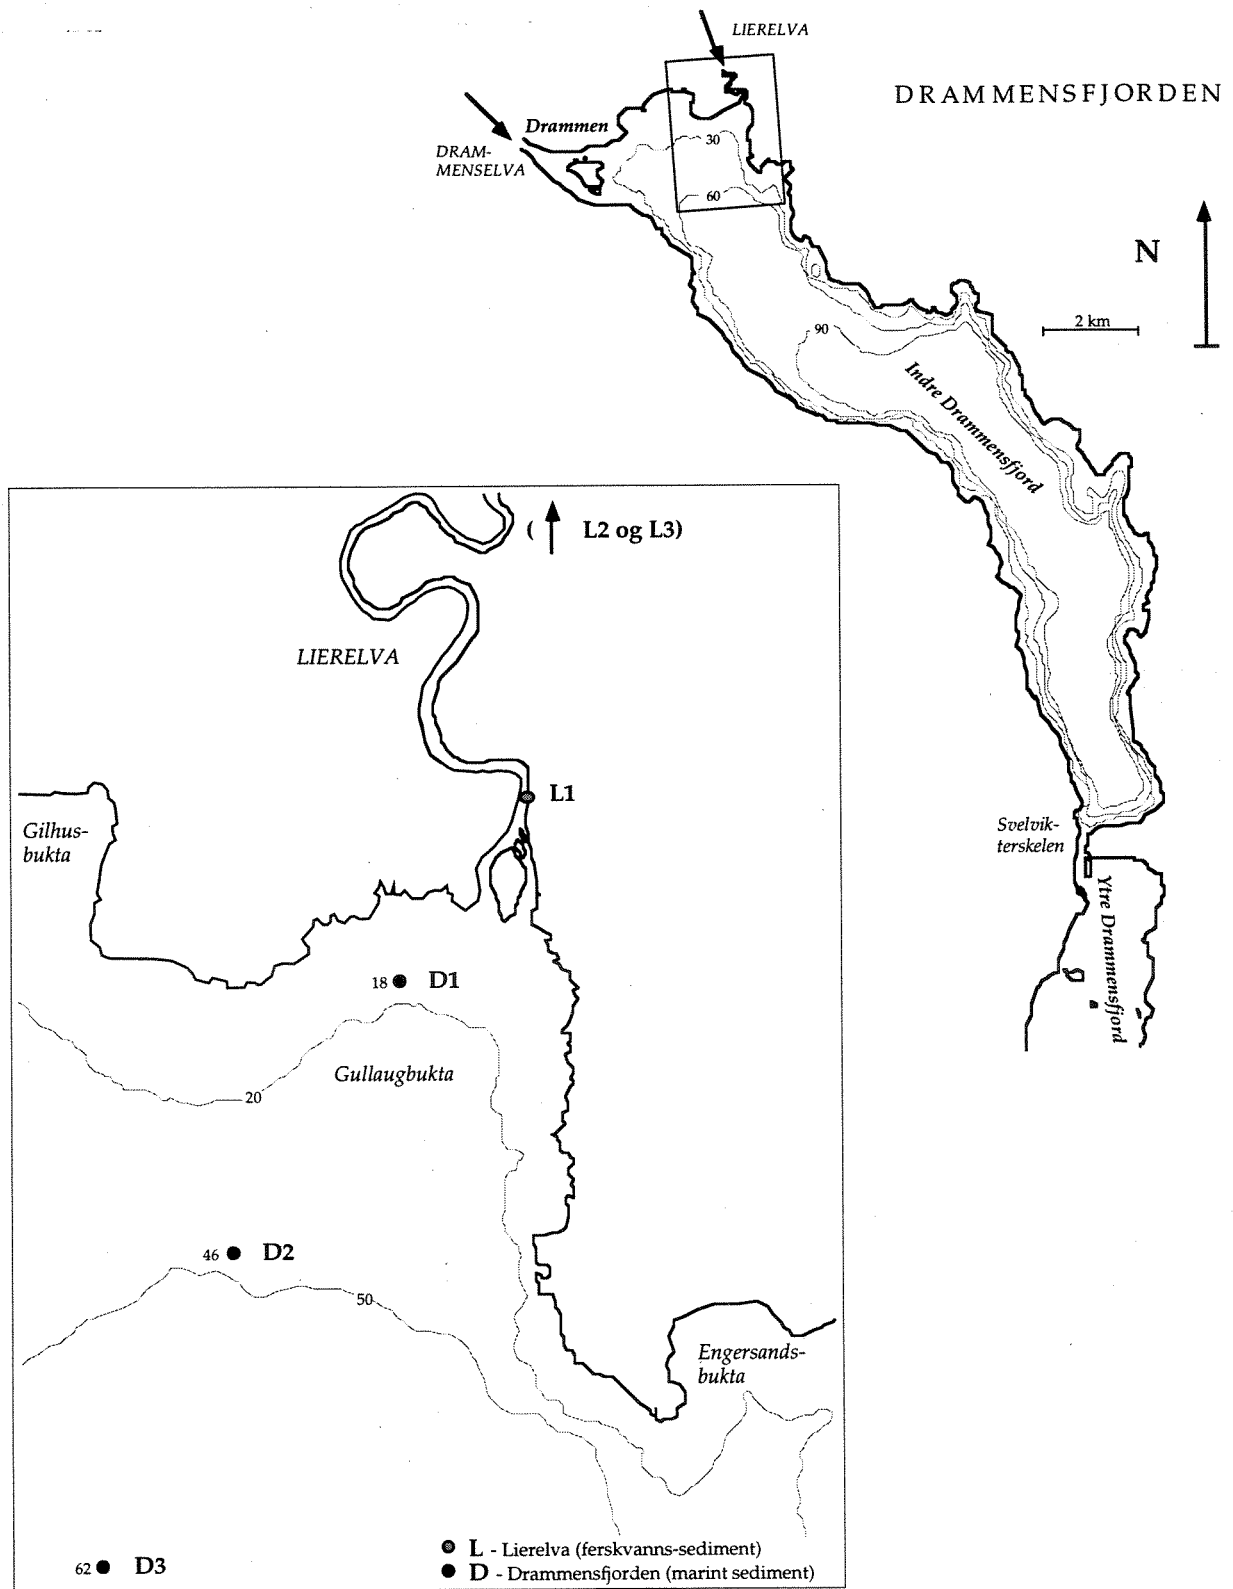 LIERELVA
DRAMMENSFJORDEN
Drammen
DRAM-
MENSELVA
30
60
N
2 km
90
Indre Drammensfjord
( L2 og L3)
LIERELVA
L1
Gilhus-
bukta
Svelvik-
terskelen
Ytre Drammensfjord
18 D1
Gullaugbukta
20
46 D2
50
Engersands-
bukta
L - Lierelva (ferskvanns-sediment)
D - Drammensfjorden (marint sediment)
62 D3